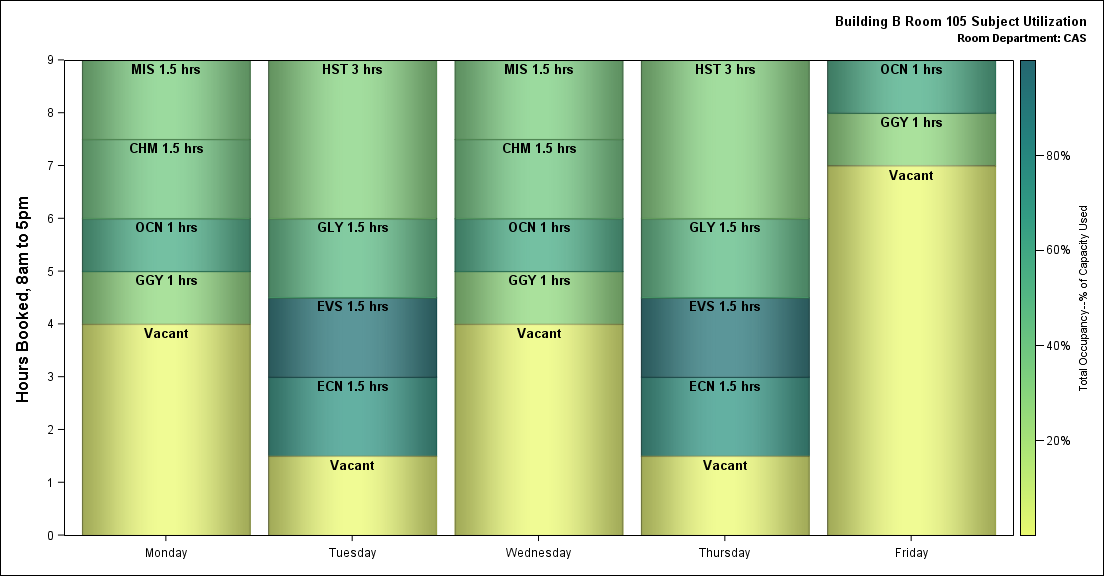 Building B Room 105 Subject Utilization
Room Department: CAS
Hours Booked, 8am to 5pm
9
8
7
6
5
4
3
2
1
0
MIS 1.5 hrs
CHM 1.5 hrs
OCN 1 hrs
GGY 1 hrs
Vacant
Monday
HST 3 hrs
GLY 1.5 hrs
EVS 1.5 hrs
ECN 1.5 hrs
Vacant
Tuesday
MIS 1.5 hrs
CHM 1.5 hrs
OCN 1 hrs
GGY 1 hrs
Vacant
Wednesday
HST 3 hrs
GLY 1.5 hrs
EVS 1.5 hrs
ECN 1.5 hrs
Vacant
Thursday
OCN 1 hrs
GGY 1 hrs
Vacant
Friday
80%
60%
40%
20%
Total Occupancy--% of Capacity Used